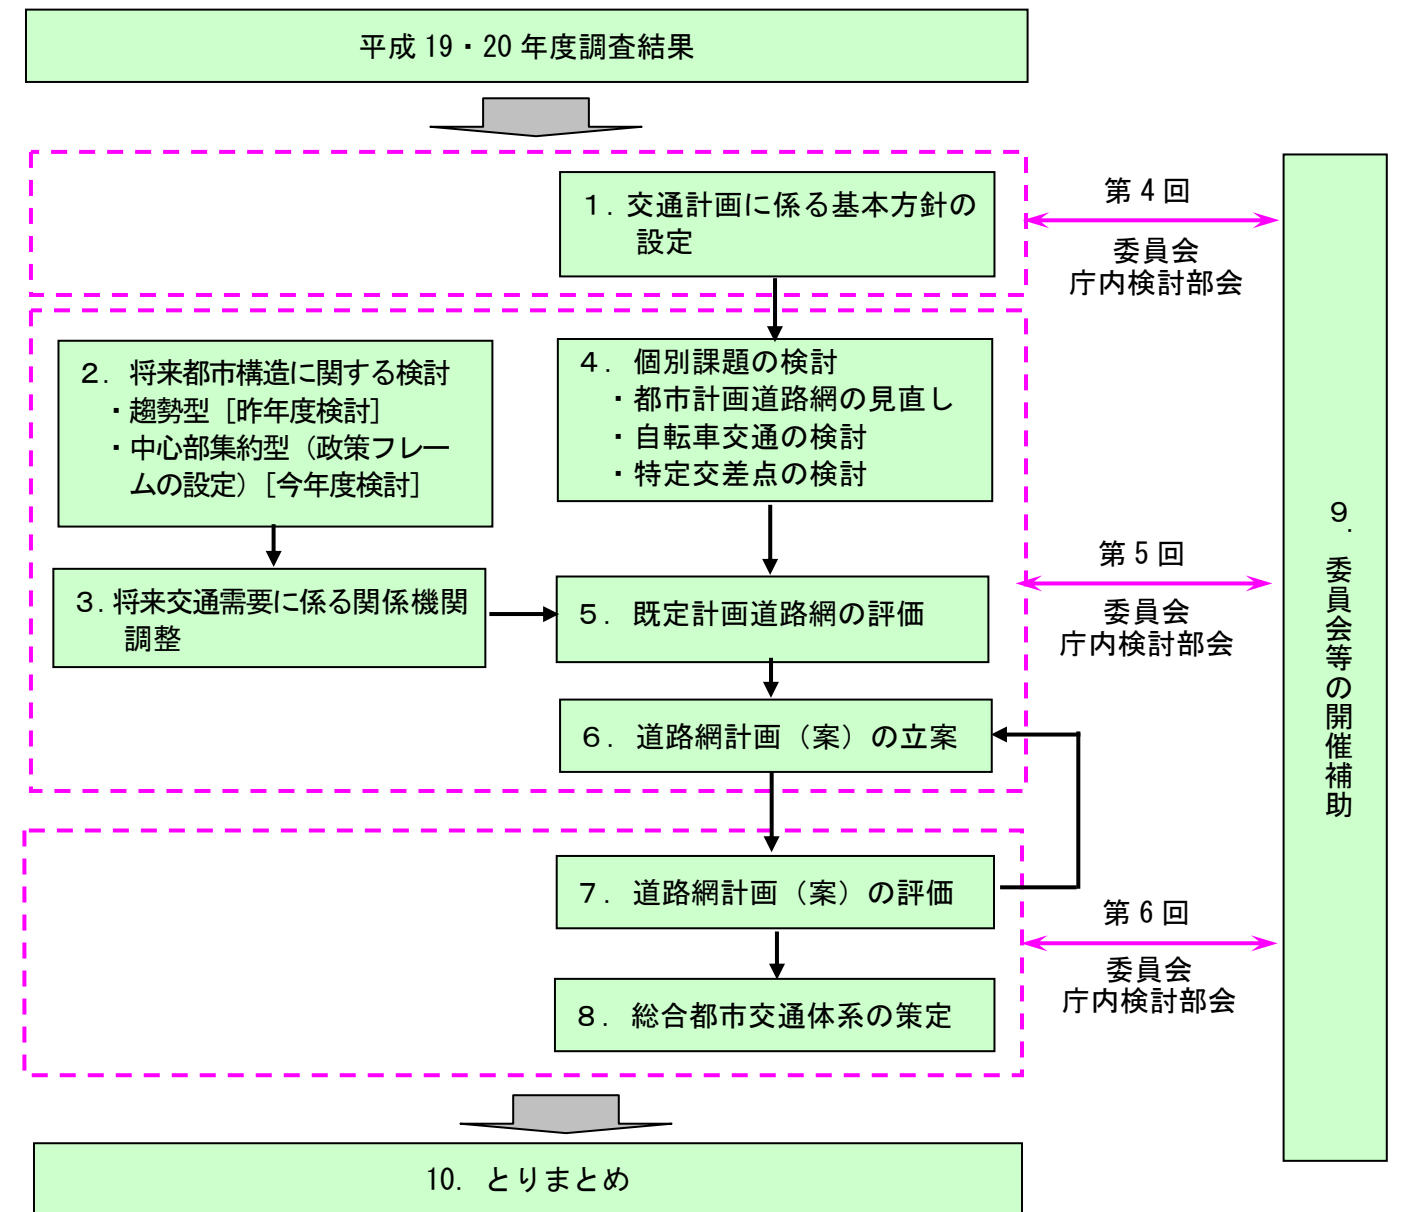 平成19・20年度調査結果
1.交通計画に係る基本方針の
設定
第4回
委員会
庁内検討部会
2. 将来都市構造に関する検討
・趨勢型［昨年度検討］
・中心部集約型（政策フレー
ムの設定）［今年度検討］
4. 個別課題の検討
・都市計画道路網の見直し
・自転車交通の検討
・特定交差点の検討
3.将来交通需要に係る関係機関
調整
5. 既定計画道路網の評価
第5回
委員会
庁内検討部会
6. 道路網計画（案）の立案
7. 道路網計画（案）の評価
第6回
委員会
庁内検討部会
8. 総合都市交通体系の策定
9. 委員会等の開催補助
10. とりまとめ